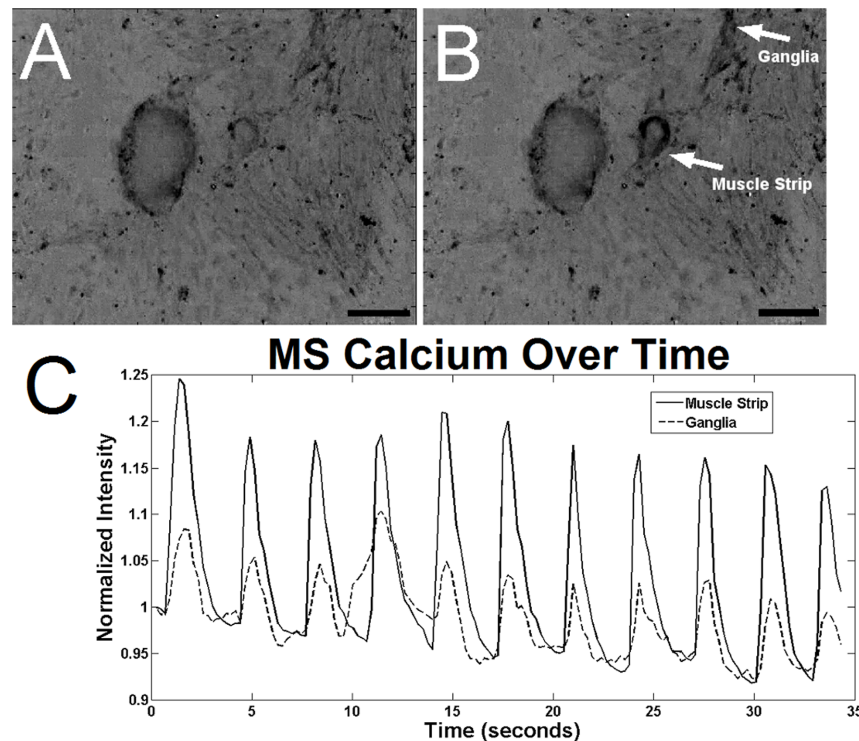 A
B
Ganglia
Muscle Strip
C
MS Calcium Over Time
Normalized Intensity
1.25
1.2
1.15
1.1
1.05
1
0.95
0.9
Muscle Strip
Ganglia
0 5 10 15 20 25 30 35
Time (seconds)